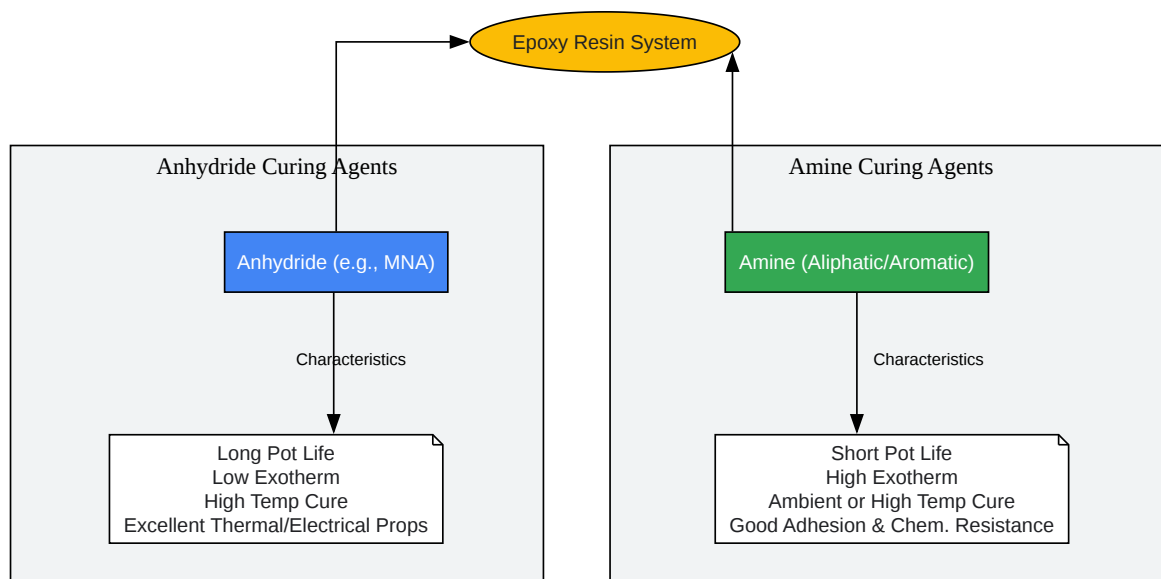 Epoxy Resin System
Anhydride Curing Agents
Amine Curing Agents
Anhydride (e.g., MNA)
Amine (Aliphatic/Aromatic)
Characteristics
Characteristics
Long Pot Life
Low Exotherm
High Temp Cure
Excellent Thermal/Electrical Props
Short Pot Life
High Exotherm
Ambient or High Temp Cure
Good Adhesion & Chem. Resistance